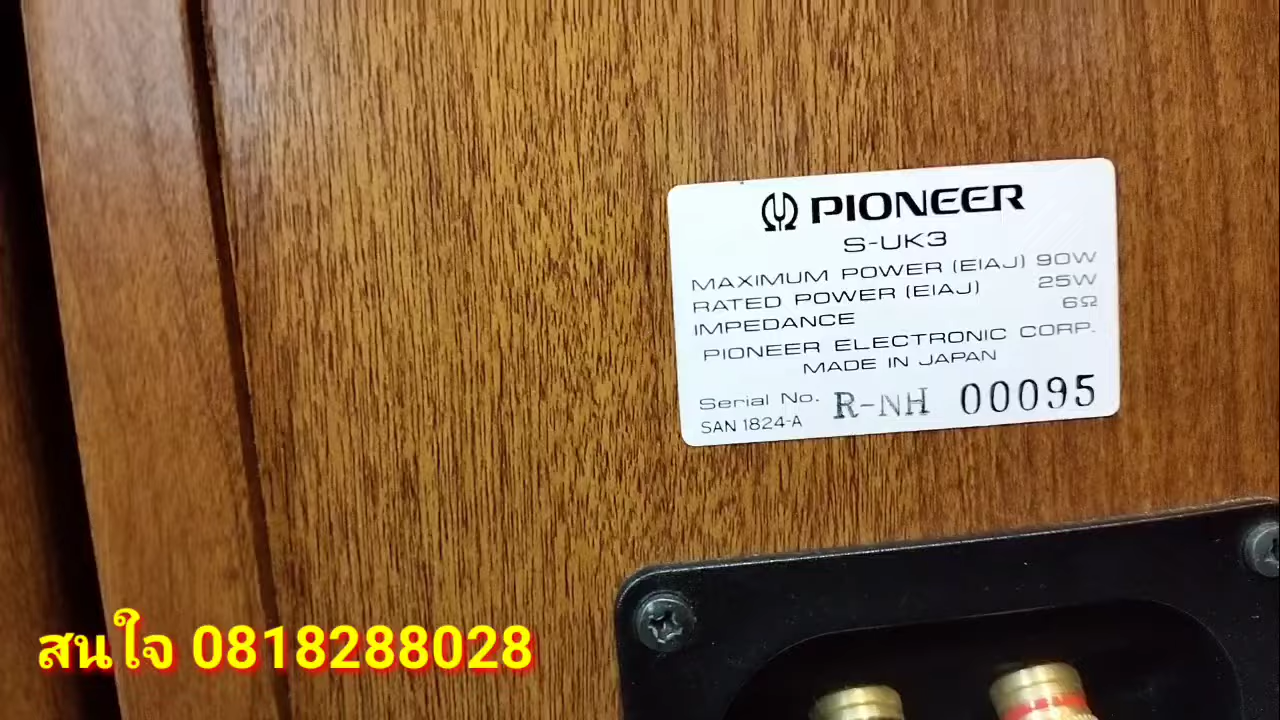 PIONEER
S-UK3
MAXIMUM POWER (EIAJ) 90W
RATED POWER (EIAJ) 25W
IMPEDANCE 6Ω
PIONEER ELECTRONIC CORP.
MADE IN JAPAN
Serial No. R-NH 00095
SAN 1824-A
สนใจ 0818288028